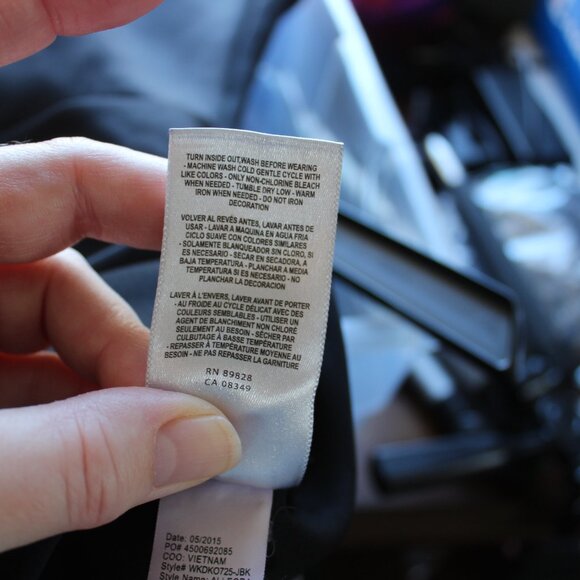 TURN INSIDE OUT,WASH BEFORE WEARING
- MACHINE WASH COLD GENTLE CYCLE WITH
LIKE COLORS - ONLY NON-CHLORINE BLEACH
WHEN NEEDED - TUMBLE DRY LOW - WARM
IRON WHEN NEEDED - DO NOT IRON
DECORATION
VOLVER AL REVÉS ANTES, LAVAR ANTES DE
USAR - LAVAR A MAQUINA EN AGUA FRIA
CICLO SUAVE CON COLORES SIMILARES
- SOLAMENTE BLANQUEADOR SIN CLORO, SI
ES NECESARIO - SECAR EN SECADORA, A
BAJA TEMPERATURA - PLANCHAR A MEDIA
TEMPERATURA SI ES NECESARIO - NO
PLANCHAR LA DECORACIÓN
LAVER À L'ENVERS, LAVER AVANT DE PORTER
- AU FROIDE AU CYCLE DÉLICAT AVEC DES
COULEURS SEMBLABLES - UTILISER UN
AGENT DE BLANCHIMENT NON CHLORÉ
SEULEMENT AU BESOIN - SÈCHER PAR
CULBUTAGE À BASSE TEMPÉRATURE
- REPASSER À TEMPÉRATURE MOYENNE AU
BESOIN - NE PAS REPASSER LA GARNITURE
RN 89828
CA 08349
Date: 05/2015
PO# 4500692085
COO: VIETNAM
Style# WKDKO725-JBK
Style Name: